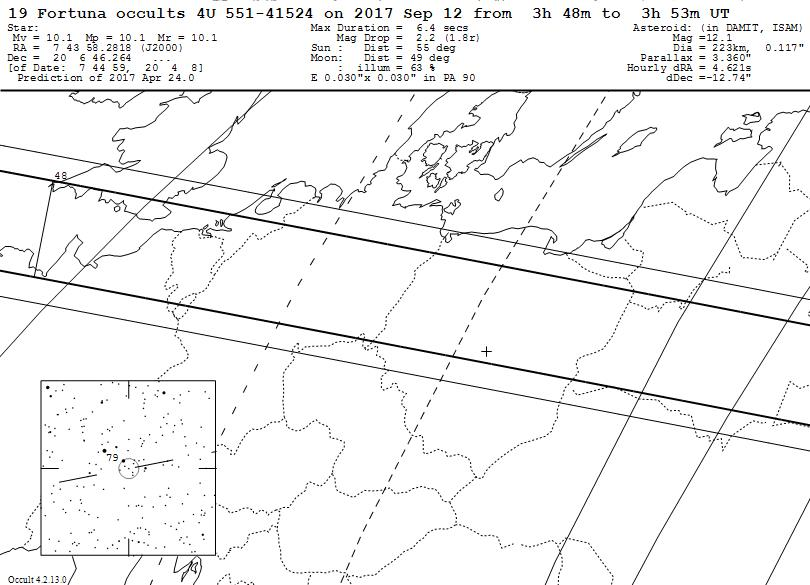 19 Fortuna occults 4U 551-41524 on 2017 Sep 12 from  3h 48m to  3h 53m UT
Star:
Mv = 10.1  Mp = 10.1  Mr = 10.1
RA =  7 43 58.2818 (J2000)
Dec =  20  6 46.264   ...
[of Date:  7 44 59,  20  4  8]
Prediction of 2017 Apr 24.0
Max Duration =  6.4 secs
Mag Drop =  2.2 (1.8r)
Sun :   Dist =  55 deg
Moon:   Dist = 49 deg
:  illum = 63 %
E 0.030"x 0.030" in PA 90
Asteroid: (in DAMIT, ISAM)
Mag =12.1
Dia = 223km,  0.117"
Parallax = 3.360"
Hourly dRA = 4.621s
dDec =-12.74"
48
79
Occult 4.2.13.0